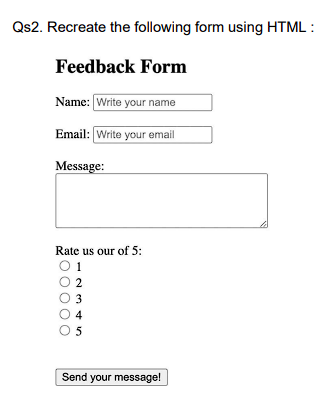 Qs2. Recreate the following form using HTML :
Feedback Form
Name: Write your name
Email: Write your email
Message:
Rate us our of 5:
1
2
3
4
5
Send your message!